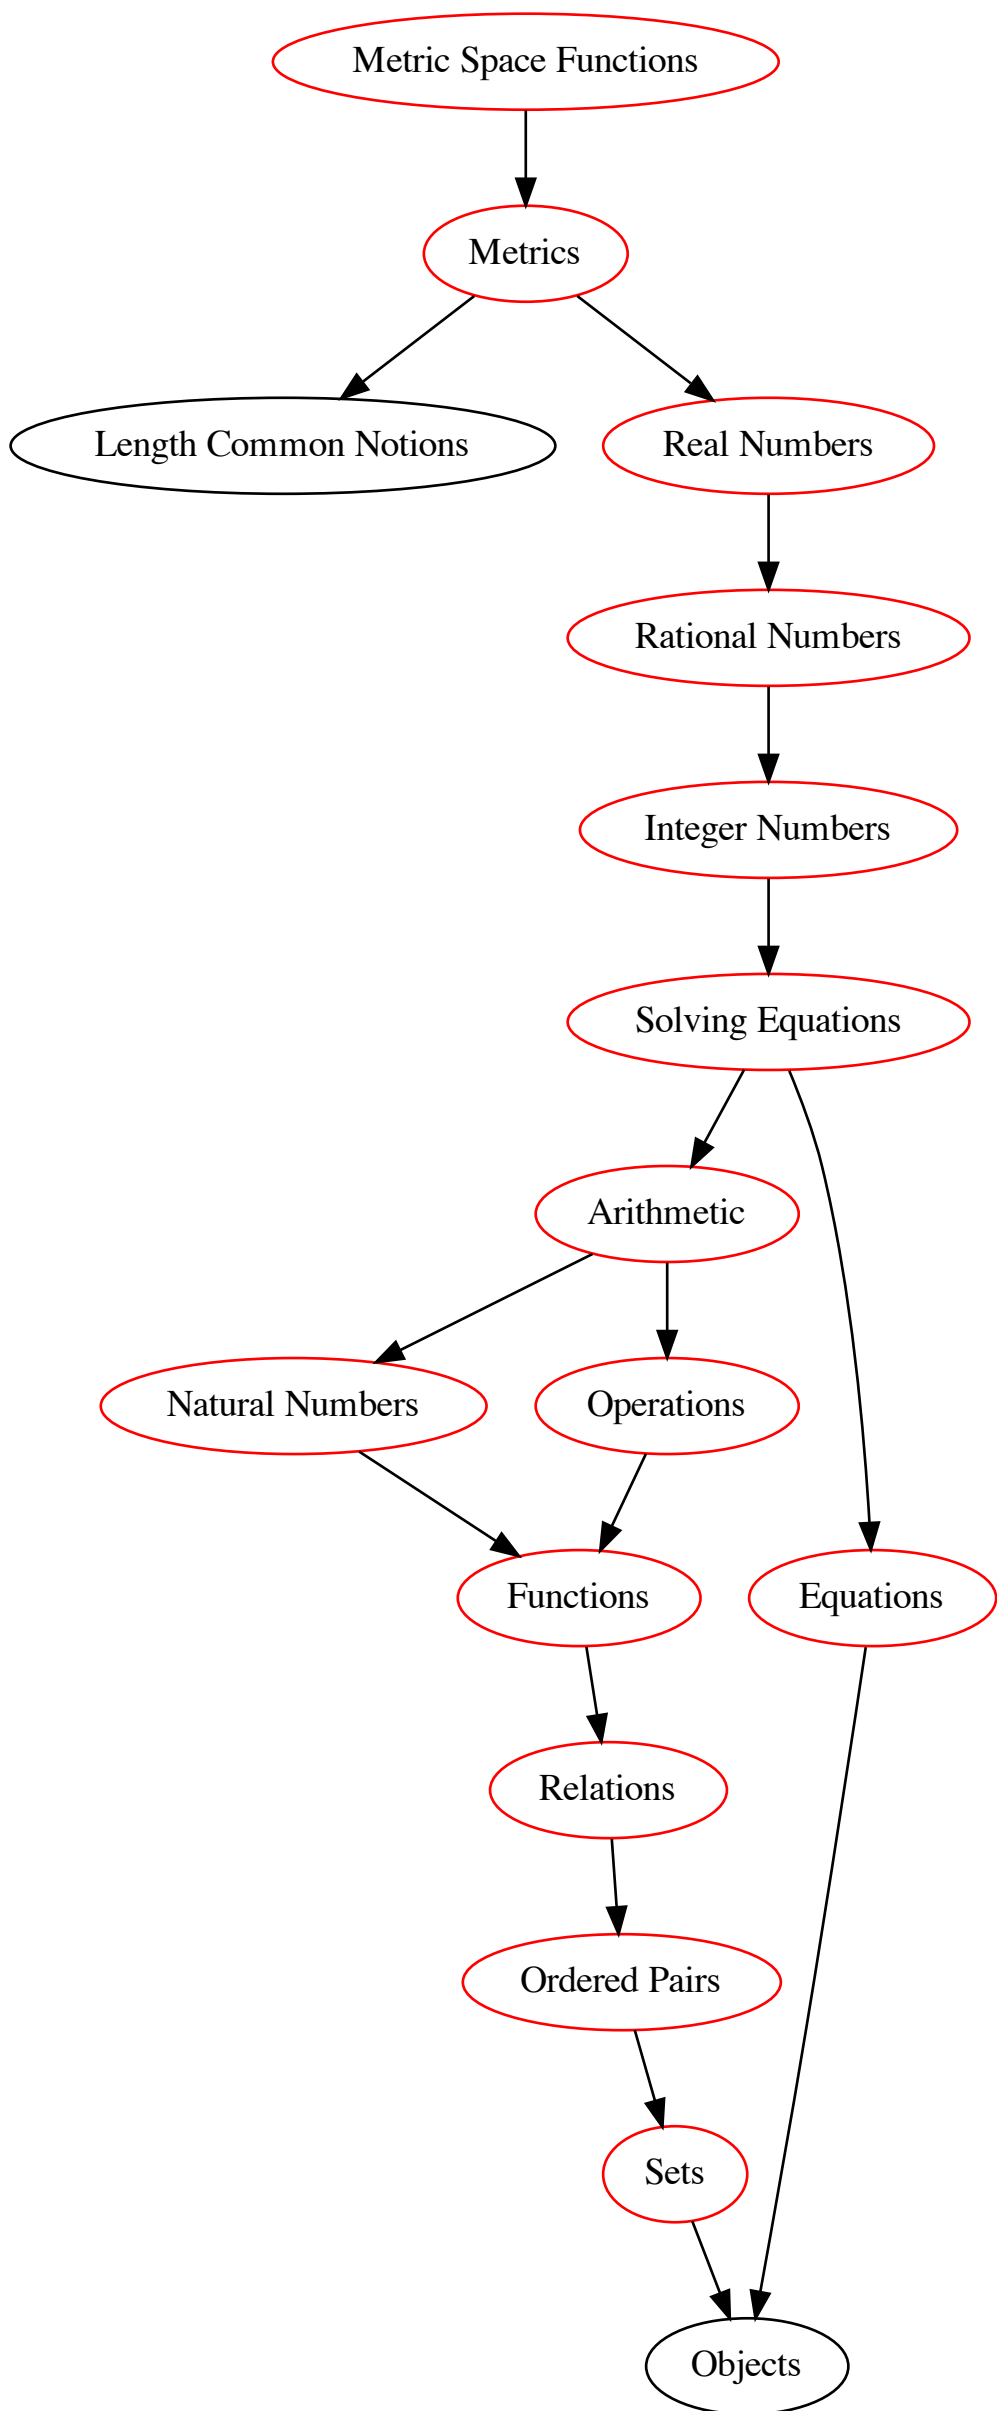 Metric Space Functions
Metrics
Length Common Notions
Real Numbers
Rational Numbers
Integer Numbers
Solving Equations
Arithmetic
Natural Numbers
Operations
Functions
Equations
Relations
Ordered Pairs
Sets
Objects